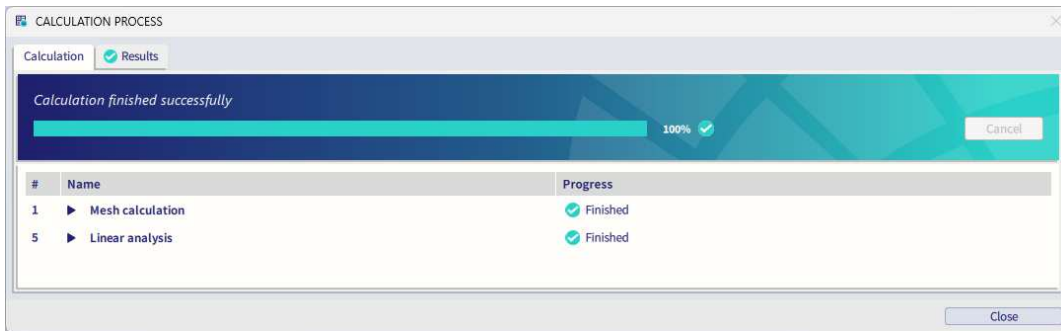 CALCULATION PROCESS
Calculation Results
Calculation finished successfully
100% Cancel
# Name Progress
1 Mesh calculation Finished
5 Linear analysis Finished
Close